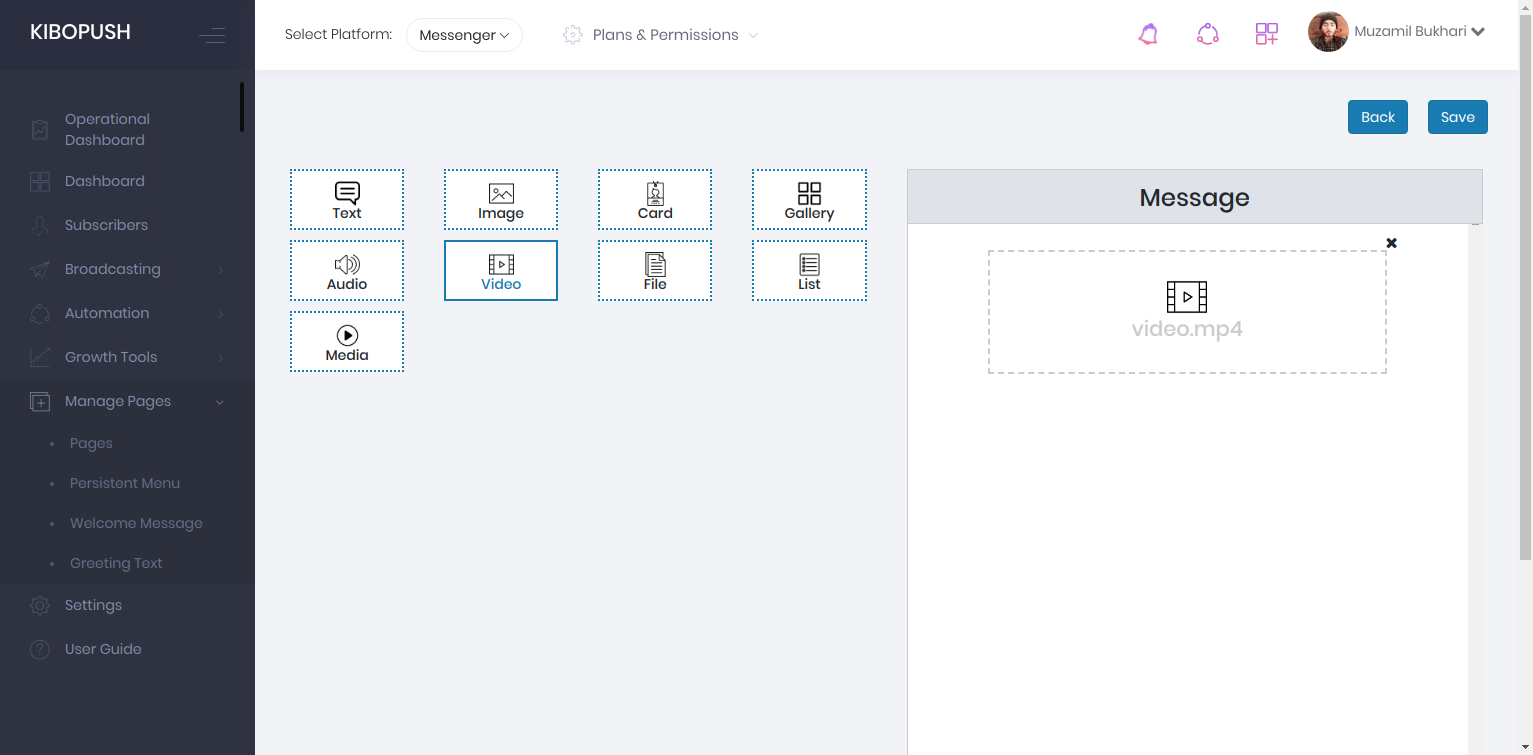 KIBOPUSH
Select Platform: Messenger Plans & Permissions Muzamil Bukhari
Operational
Dashboard
Dashboard
Subscribers
Broadcasting
Automation
Growth Tools
Manage Pages
Pages
Persistent Menu
Welcome Message
Greeting Text
Settings
? User Guide
Back Save
Text Image Card Gallery
Audio Video File List
Media
Message
video.mp4